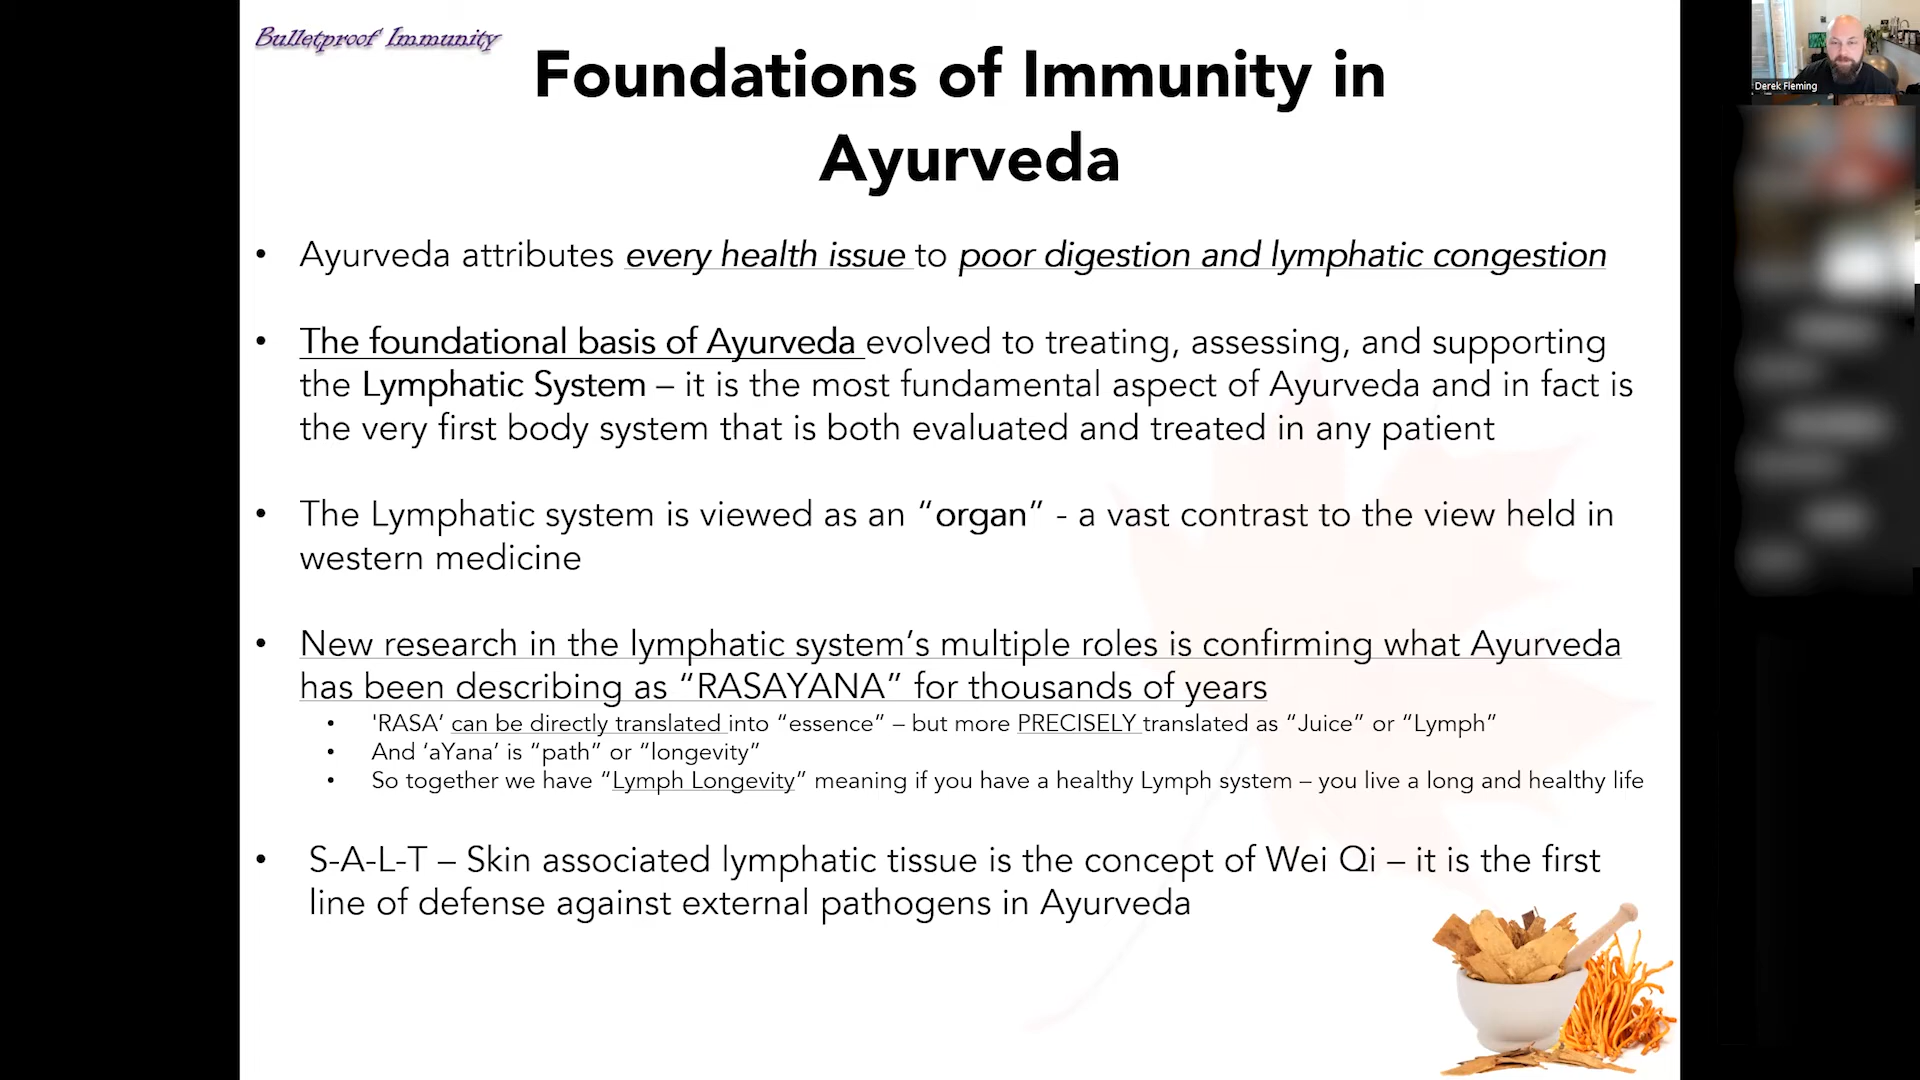 Bulletproof Immunity
Foundations of Immunity in
Ayurveda
Derek Fleming
• Ayurveda attributes every health issue to poor digestion and lymphatic congestion
• The foundational basis of Ayurveda evolved to treating, assessing, and supporting
the Lymphatic System – it is the most fundamental aspect of Ayurveda and in fact is
the very first body system that is both evaluated and treated in any patient
• The Lymphatic system is viewed as an “organ” - a vast contrast to the view held in
western medicine
• New research in the lymphatic system’s multiple roles is confirming what Ayurveda
has been describing as “RASAYANA” for thousands of years
• 'RASA’ can be directly translated into “essence” – but more PRECISELY translated as “Juice” or “Lymph”
• And ‘aYana’ is “path” or “longevity”
• So together we have “Lymph Longevity” meaning if you have a healthy Lymph system – you live a long and healthy life
• S-A-L-T – Skin associated lymphatic tissue is the concept of Wei Qi – it is the first
line of defense against external pathogens in Ayurveda